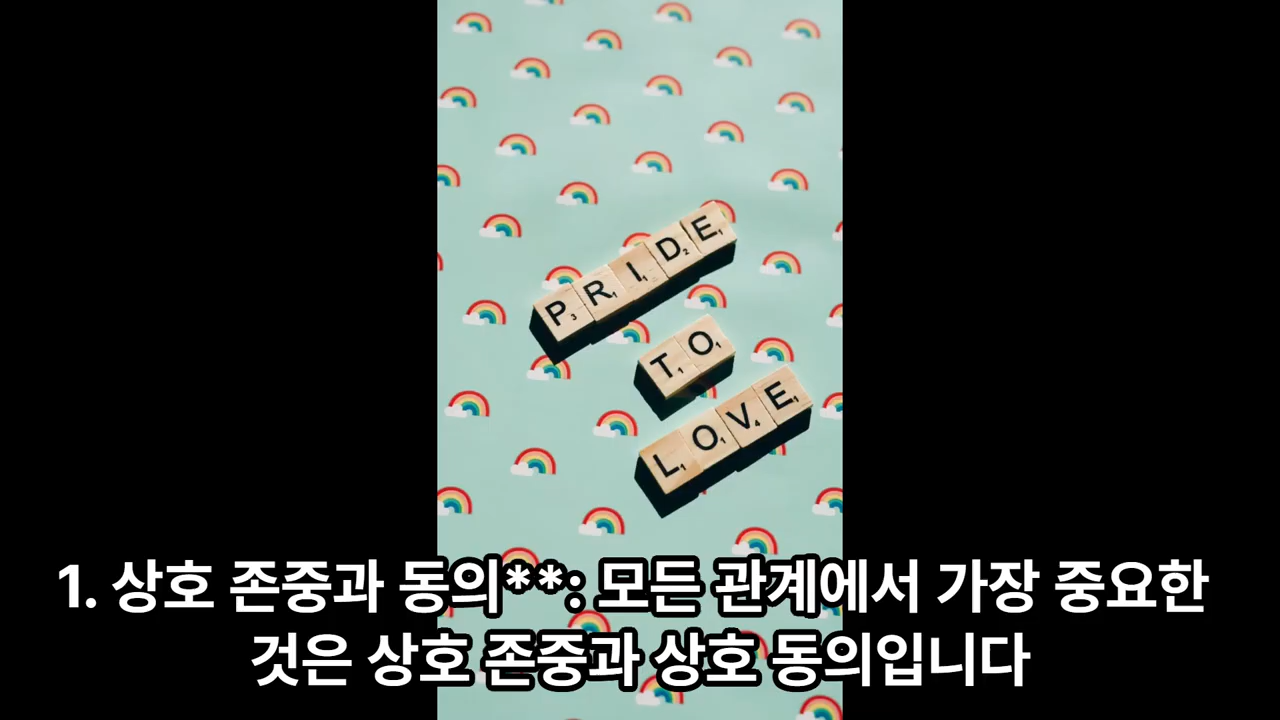 PRIDE
TO
LOVE
1. 상호 존중과 동의**: 모든 관계에서 가장 중요한
것은 상호 존중과 상호 동의입니다